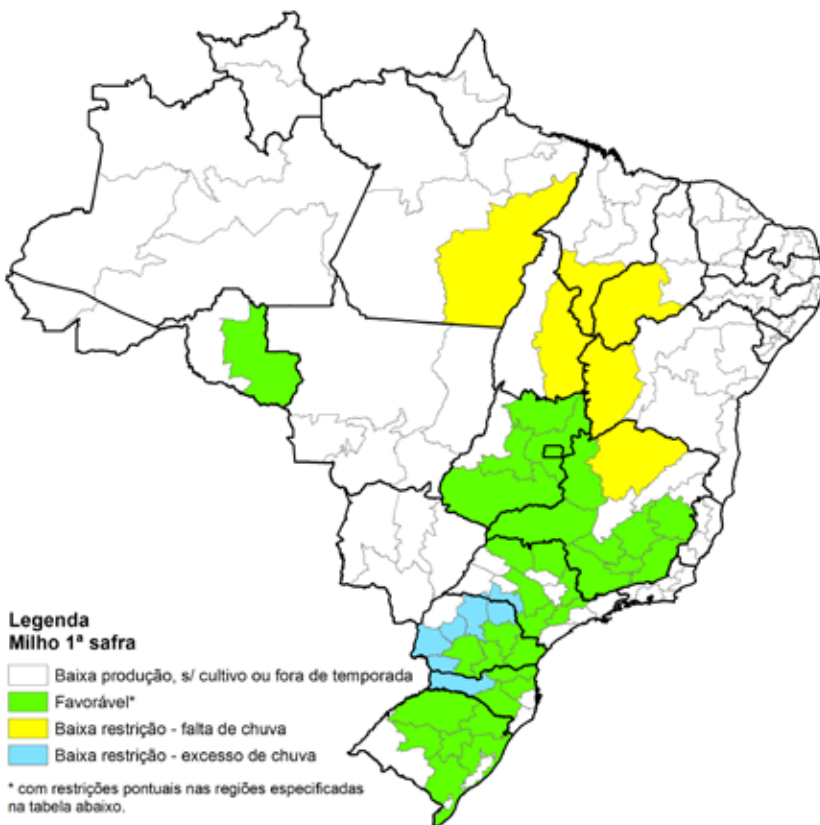 Legenda
Milho 1ª safra
Baixa produção, s/ cultivo ou fora de temporada
Favorável*
Baixa restrição - falta de chuva
Baixa restrição - excesso de chuva
* com restrições pontuais nas regiões especificadas
na tabela abaixo.